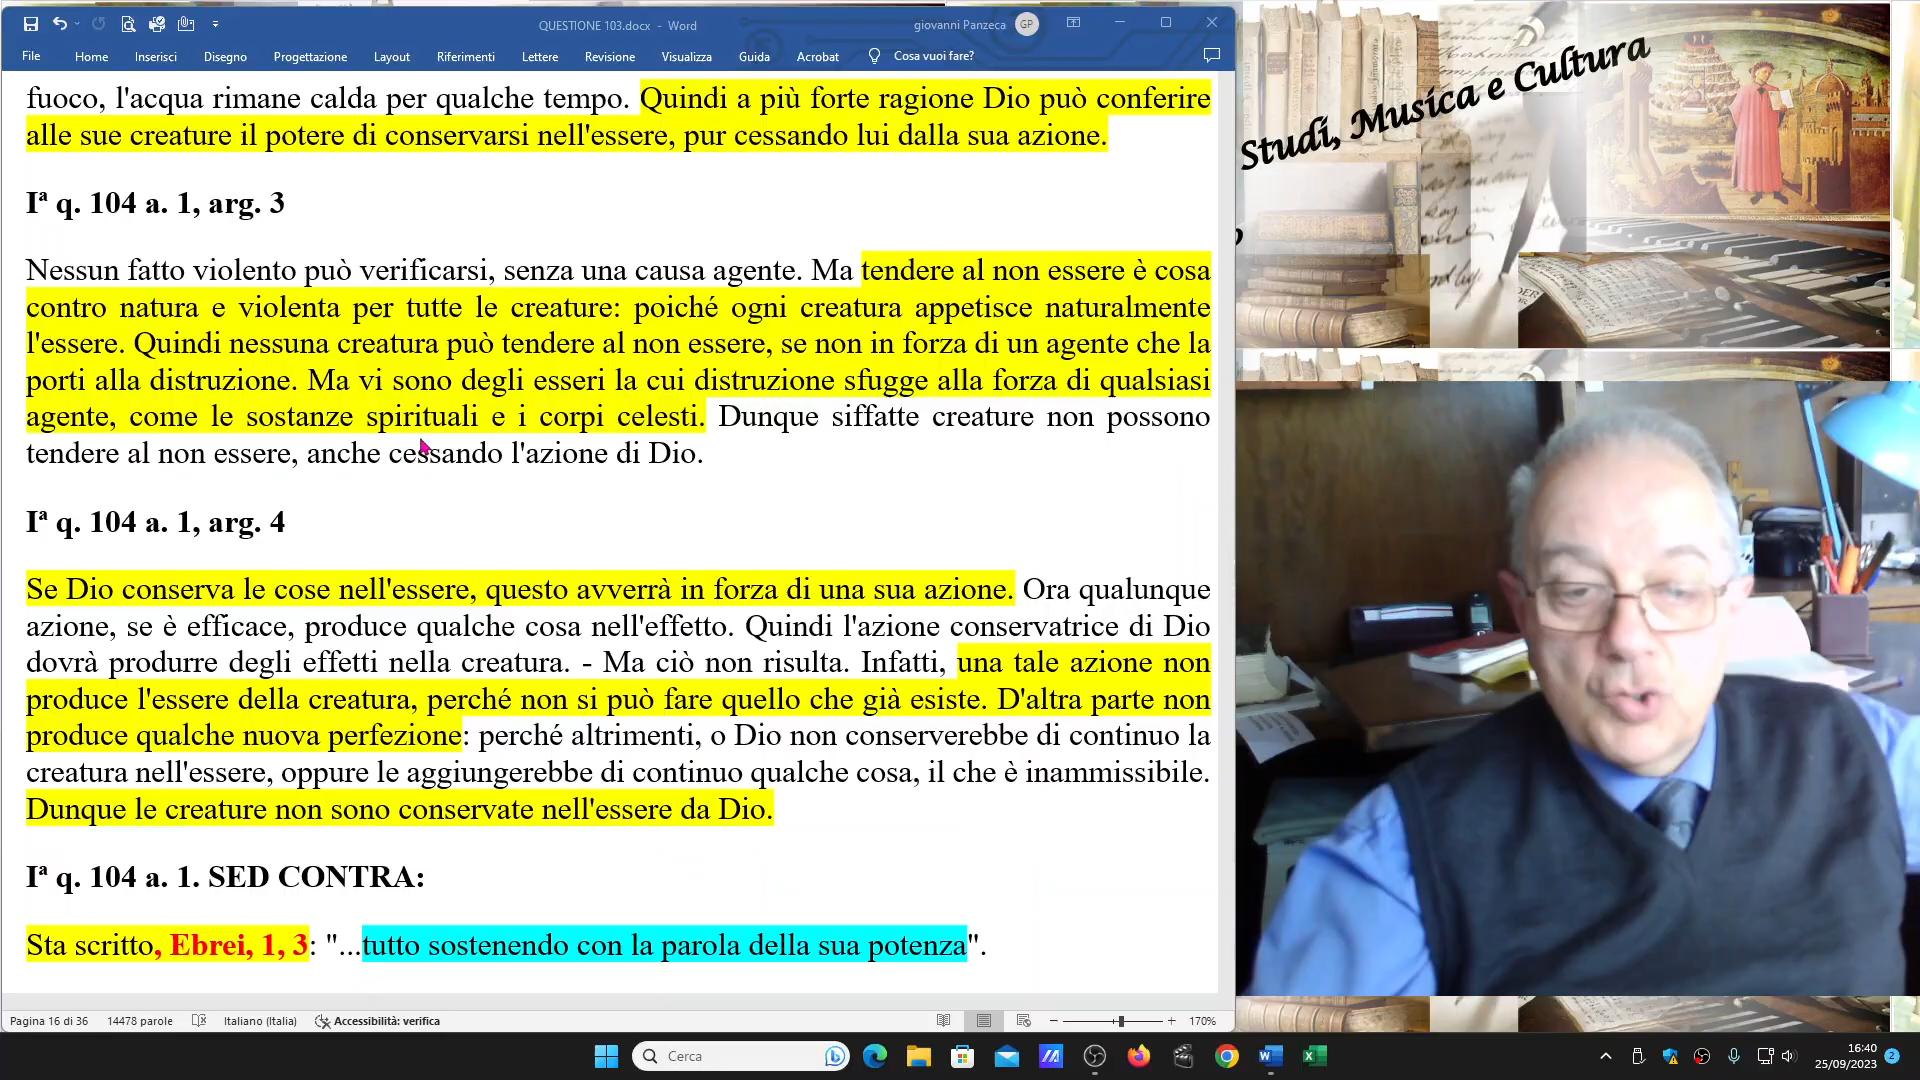 QUESTIONE 103.docx - Word
giovanni Panzeca
GP
File Home Inserisci Disegno Progettazione Layout Riferimenti Lettere Revisione Visualizza Guida Acrobat Cosa vuoi fare?
fuoco, l'acqua rimane calda per qualche tempo. Quindi a più forte ragione Dio può conferire
alle sue creature il potere di conservarsi nell'essere, pur cessando lui dalla sua azione.
Iª q. 104 a. 1, arg. 3
Nessun fatto violento può verificarsi, senza una causa agente. Ma tendere al non essere è cosa
contro natura e violenta per tutte le creature: poiché ogni creatura appetisce naturalmente
l'essere. Quindi nessuna creatura può tendere al non essere, se non in forza di un agente che la
porti alla distruzione. Ma vi sono degli esseri la cui distruzione sfugge alla forza di qualsiasi
agente, come le sostanze spirituali e i corpi celesti. Dunque siffatte creature non possono
tendere al non essere, anche cessando l'azione di Dio.
Iª q. 104 a. 1, arg. 4
Se Dio conserva le cose nell'essere, questo avverrà in forza di una sua azione. Ora qualunque
azione, se è efficace, produce qualche cosa nell'effetto. Quindi l'azione conservatrice di Dio
dovrà produrre degli effetti nella creatura. - Ma ciò non risulta. Infatti, una tale azione non
produce l'essere della creatura, perché non si può fare quello che già esiste. D'altra parte non
produce qualche nuova perfezione: perché altrimenti, o Dio non conserverebbe di continuo la
creatura nell'essere, oppure le aggiungerebbe di continuo qualche cosa, il che è inammissibile.
Dunque le creature non sono conservate nell'essere da Dio.
Iª q. 104 a. 1. SED CONTRA:
Sta scritto, Ebrei, 1, 3: "...tutto sostenendo con la parola della sua potenza".
Pagina 16 di 36 14478 parole Italiano (Italia) Accessibilità: verifica 170%
Studi, Musica e Cultura
Cerca
16:40
25/09/2023
2